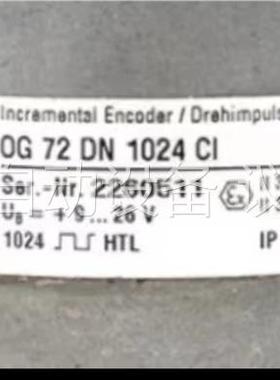 Incremental Encoder / Drehimpuls
OG 72 DN 1024 CI
Ser.-Nr. 2260511
UB = + 9 ... 26 V
1024 HTL IP